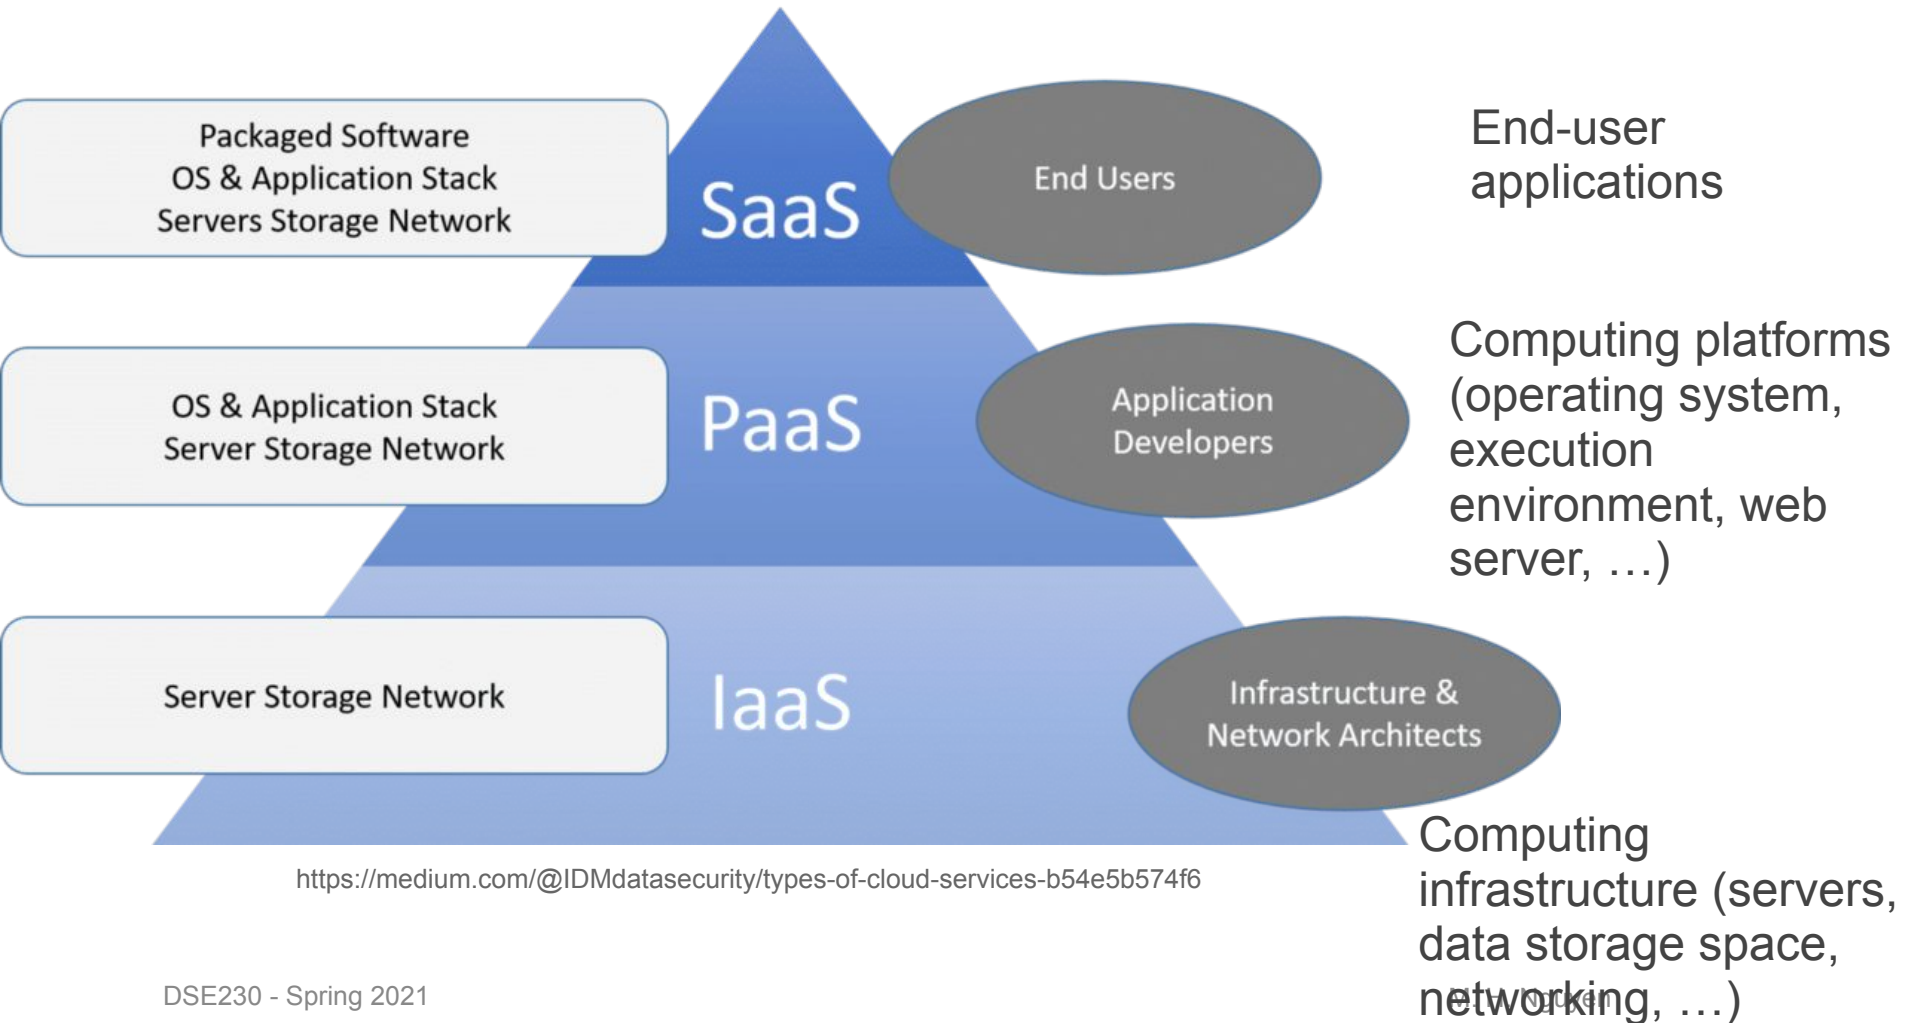 Packaged Software
OS & Application Stack
Servers Storage Network
SaaS
End Users
End-user
applications
OS & Application Stack
Server Storage Network
PaaS
Application
Developers
Computing platforms
(operating system,
execution
environment, web
server, …)
Server Storage Network
IaaS
Infrastructure &
Network Architects
Computing
infrastructure (servers,
data storage space,
networking, …)
https://medium.com/@IDMdatasecurity/types-of-cloud-services-b54e5b574f6
DSE230 - Spring 2021
M. H. Nguyen